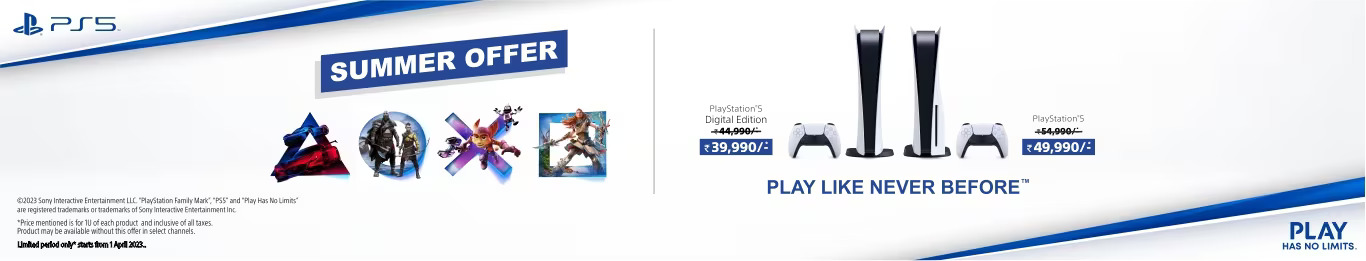 PS5™
SUMMER OFFER
©2023 Sony Interactive Entertainment LLC. "PlayStation Family Mark", "PS5" and "Play Has No Limits"
are registered trademarks or trademarks of Sony Interactive Entertainment Inc.
*Price mentioned is for 1U of each product and inclusive of all taxes.
Product may be available without this offer in select channels.
Limited period only* starts from 1 April 2023..
PlayStation®5
Digital Edition
₹44,990/-*
₹39,990/-*
PlayStation®5
₹54,990/-*
₹49,990/-*
PLAY LIKE NEVER BEFORE™
PLAY
HAS NO LIMITS.